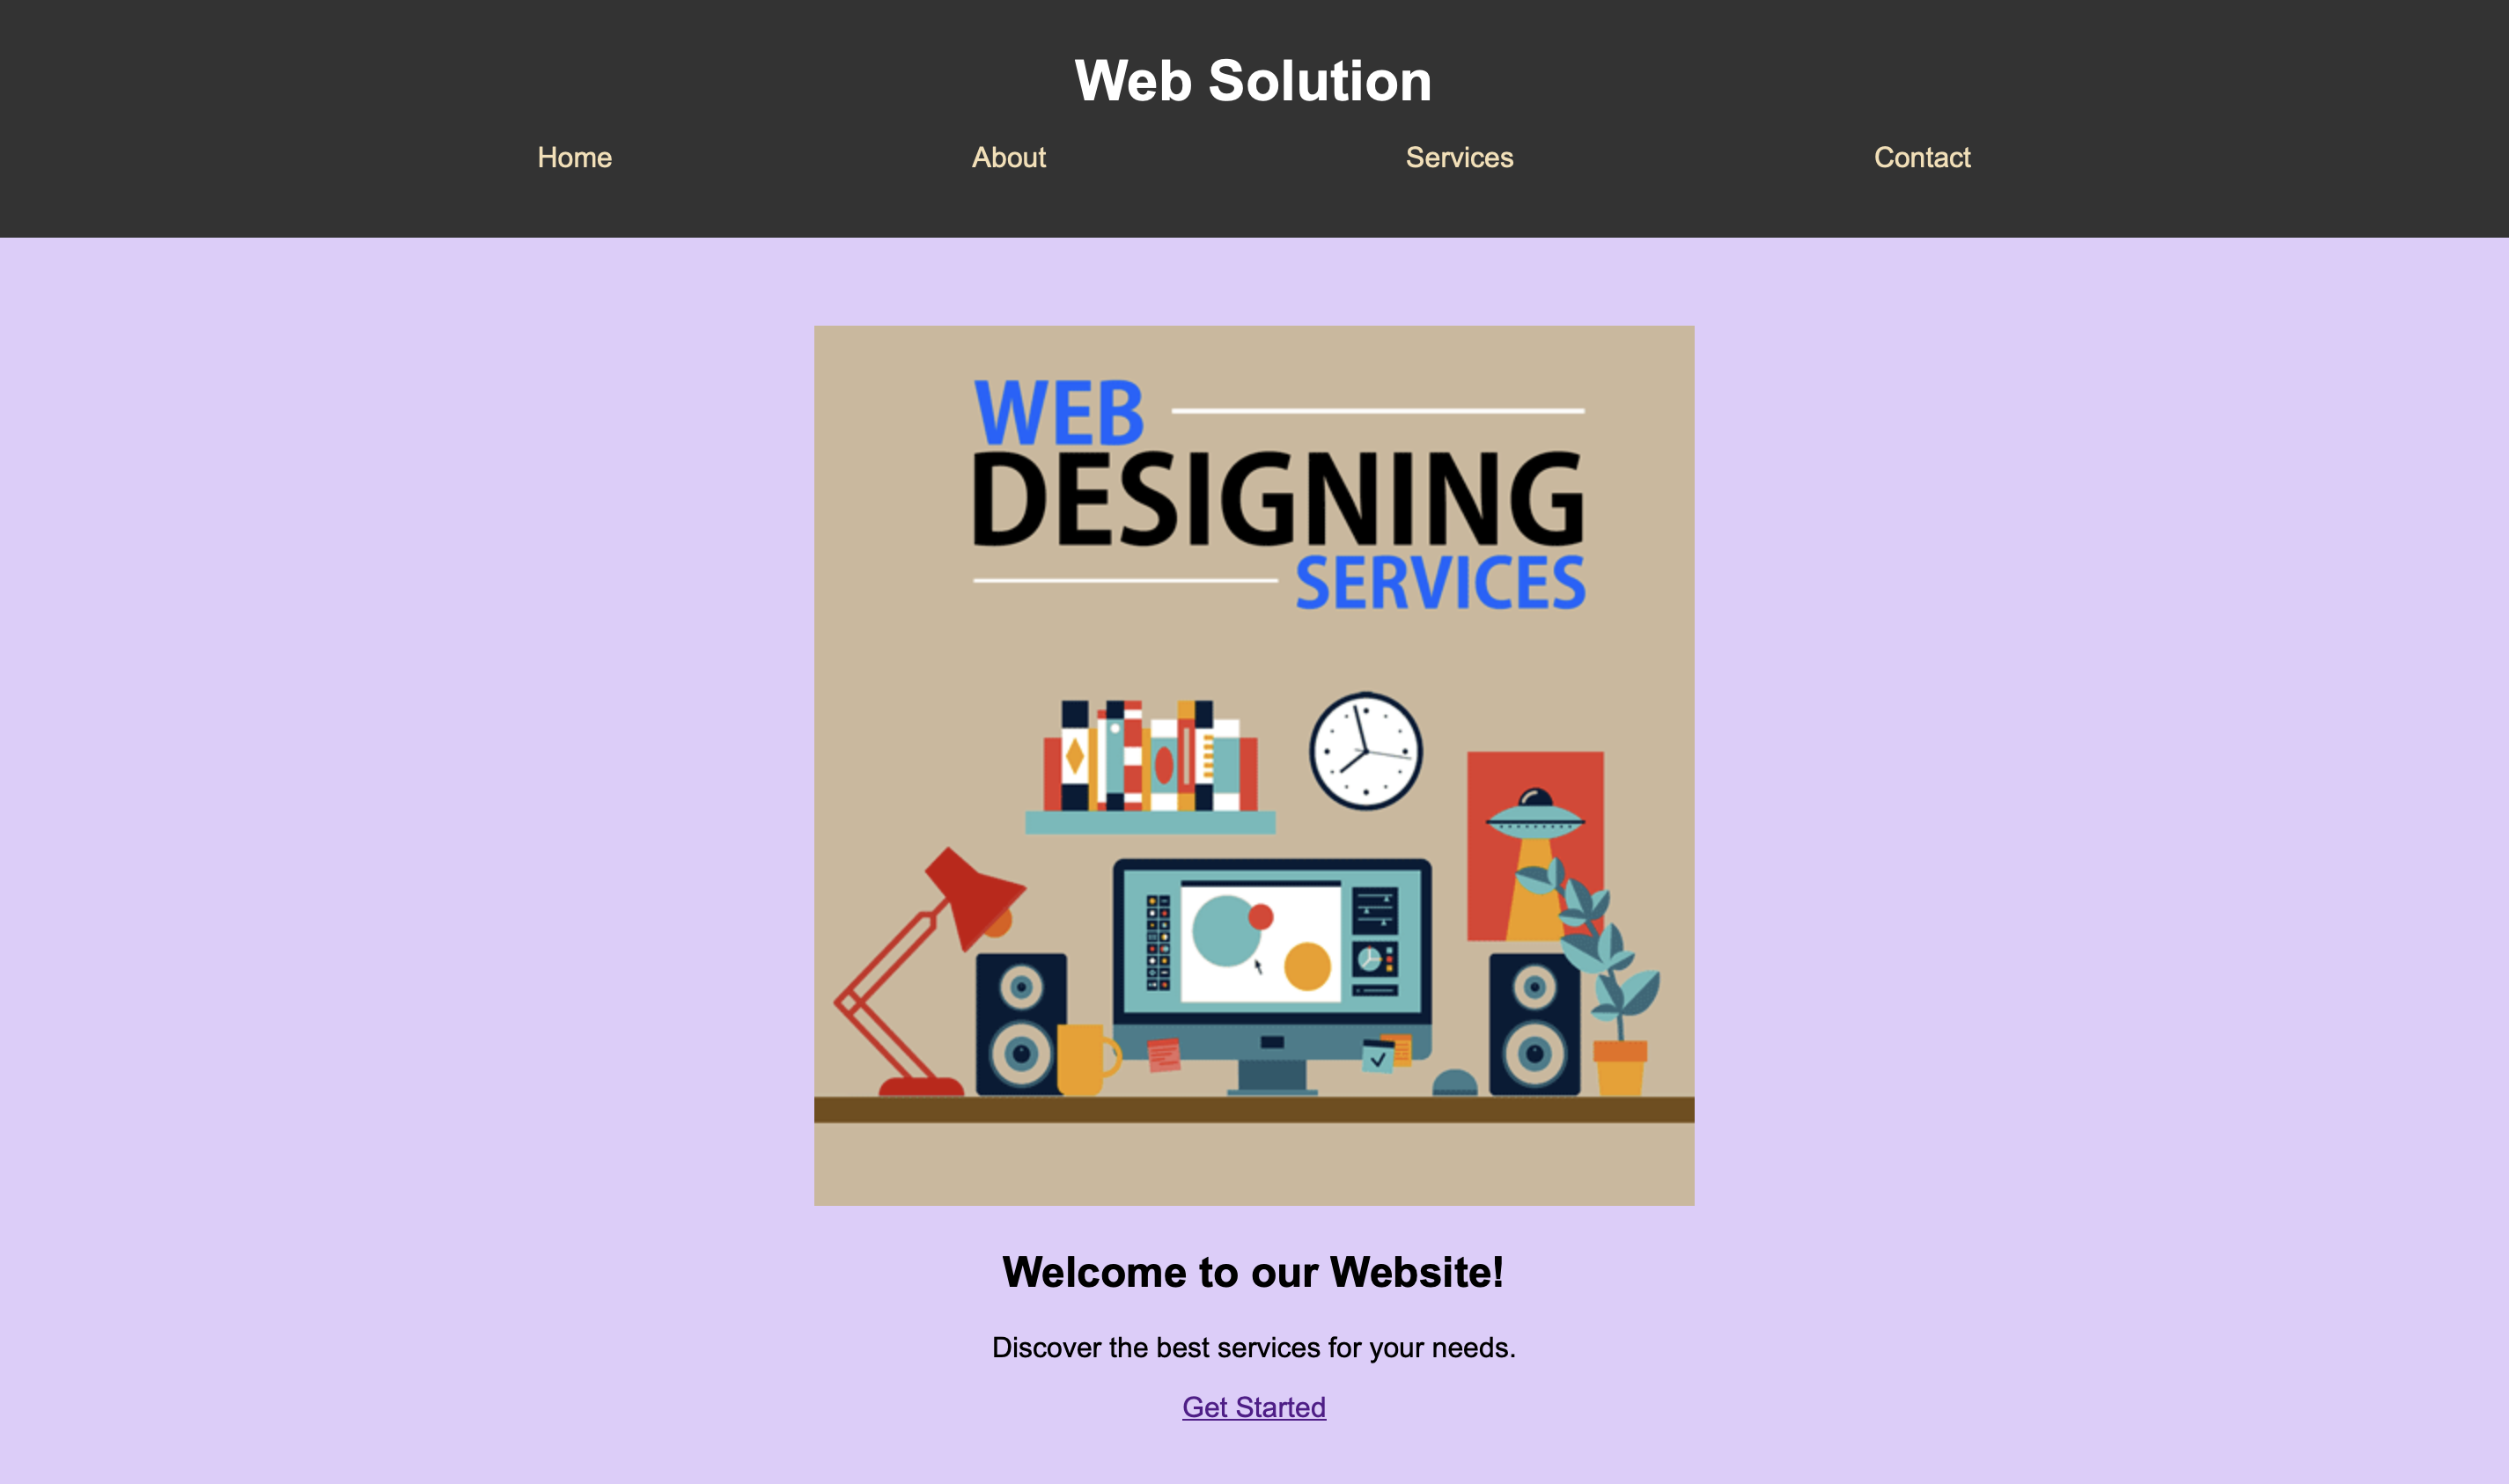 Web Solution
Home About Services Contact
WEB
DESIGNING
SERVICES
Welcome to our Website!
Discover the best services for your needs.
Get Started